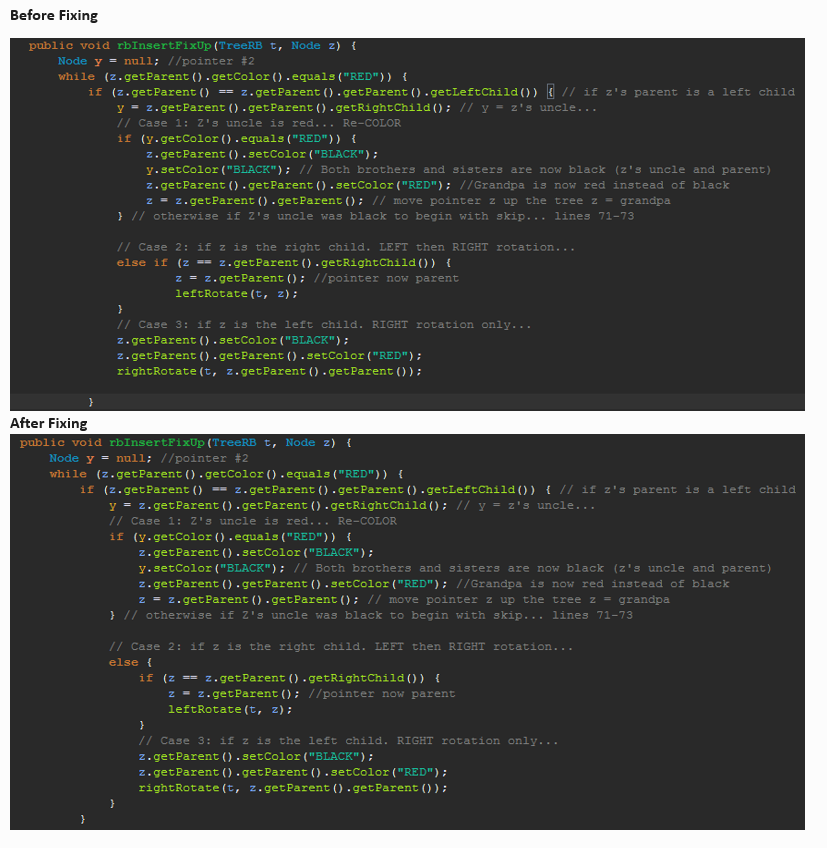 Before Fixing
public void rbInsertFixUp(TreeRB t, Node z) {
Node y = null; //pointer #2
while (z.getParent().getColor().equals("RED")) {
if (z.getParent() == z.getParent().getParent().getLeftChild()) { // if z's parent is a left child
y = z.getParent().getParent().getRightChild(); // y = z's uncle...
// Case 1: Z's uncle is red... Re-COLOR
if (y.getColor().equals("RED")) {
z.getParent().setColor("BLACK");
y.setColor("BLACK"); // Both brothers and sisters are now black (z's uncle and parent)
z.getParent().getParent().setColor("RED"); //Grandpa is now red instead of black
z = z.getParent().getParent(); // move pointer z up the tree z = grandpa
} // otherwise if Z's uncle was black to begin with skip... lines 71-73
// Case 2: if z is the right child. LEFT then RIGHT rotation...
else if (z == z.getParent().getRightChild()) {
z = z.getParent(); //pointer now parent
leftRotate(t, z);
}
// Case 3: if z is the left child. RIGHT rotation only...
z.getParent().setColor("BLACK");
z.getParent().getParent().setColor("RED");
rightRotate(t, z.getParent().getParent());
}
After Fixing
public void rbInsertFixUp(TreeRB t, Node z) {
Node y = null; //pointer #2
while (z.getParent().getColor().equals("RED")) {
if (z.getParent() == z.getParent().getParent().getLeftChild()) { // if z's parent is a left child
y = z.getParent().getParent().getRightChild(); // y = z's uncle...
// Case 1: Z's uncle is red... Re-COLOR
if (y.getColor().equals("RED")) {
z.getParent().setColor("BLACK");
y.setColor("BLACK"); // Both brothers and sisters are now black (z's uncle and parent)
z.getParent().getParent().setColor("RED"); //Grandpa is now red instead of black
z = z.getParent().getParent(); // move pointer z up the tree z = grandpa
} // otherwise if Z's uncle was black to begin with skip... lines 71-73
// Case 2: if z is the right child. LEFT then RIGHT rotation...
else {
if (z == z.getParent().getRightChild()) {
z = z.getParent(); //pointer now parent
leftRotate(t, z);
}
// Case 3: if z is the left child. RIGHT rotation only...
z.getParent().setColor("BLACK");
z.getParent().getParent().setColor("RED");
rightRotate(t, z.getParent().getParent());
}
}